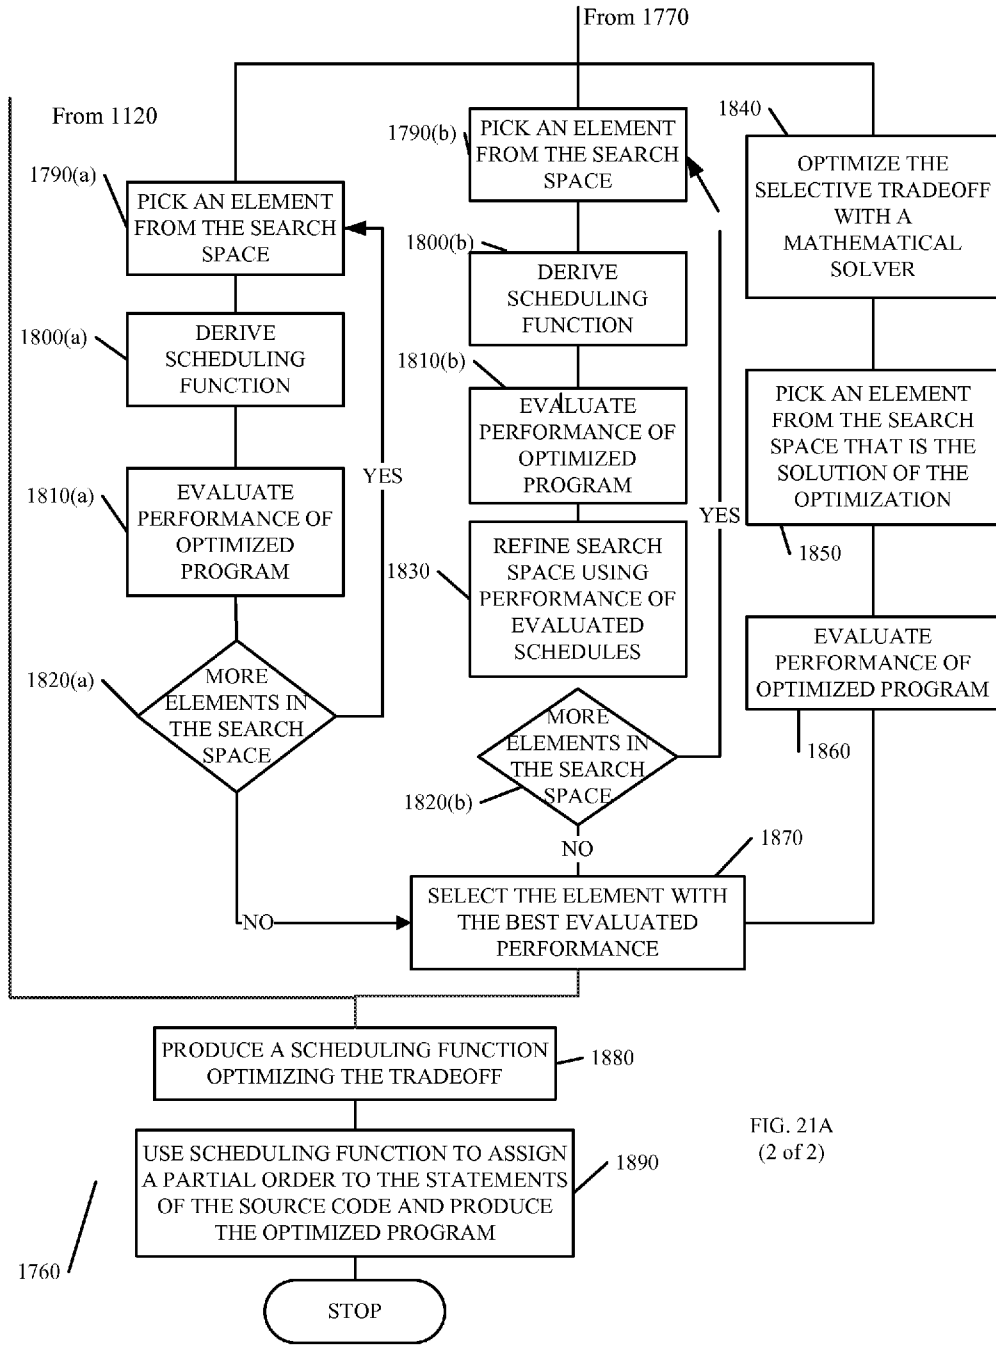 From 1770
From 1120
1790(a)
PICK AN ELEMENT
FROM THE SEARCH
SPACE
1800(a)
DERIVE
SCHEDULING
FUNCTION
1810(a)
EVALUATE
PERFORMANCE OF
OPTIMIZED
PROGRAM
YES
1820(a)
MORE
ELEMENTS IN
THE SEARCH
SPACE
NO
1790(b)
PICK AN ELEMENT
FROM THE SEARCH
SPACE
1800(b)
DERIVE
SCHEDULING
FUNCTION
1810(b)
EVALUATE
PERFORMANCE OF
OPTIMIZED
PROGRAM
YES
1830
REFINE SEARCH
SPACE USING
PERFORMANCE OF
EVALUATED
SCHEDULES
MORE
ELEMENTS IN
THE SEARCH
SPACE
1820(b)
NO
1840
OPTIMIZE THE
SELECTIVE TRADEOFF
WITH A
MATHEMATICAL
SOLVER
PICK AN ELEMENT
FROM THE SEARCH
SPACE THAT IS THE
SOLUTION OF THE
OPTIMIZATION
1850
EVALUATE
PERFORMANCE OF
OPTIMIZED PROGRAM
1860
1870
SELECT THE ELEMENT WITH
THE BEST EVALUATED
PERFORMANCE
PRODUCE A SCHEDULING FUNCTION
OPTIMIZING THE TRADEOFF
1880
USE SCHEDULING FUNCTION TO ASSIGN
A PARTIAL ORDER TO THE STATEMENTS
OF THE SOURCE CODE AND PRODUCE
THE OPTIMIZED PROGRAM
1890
1760
STOP
FIG. 21A
(2 of 2)